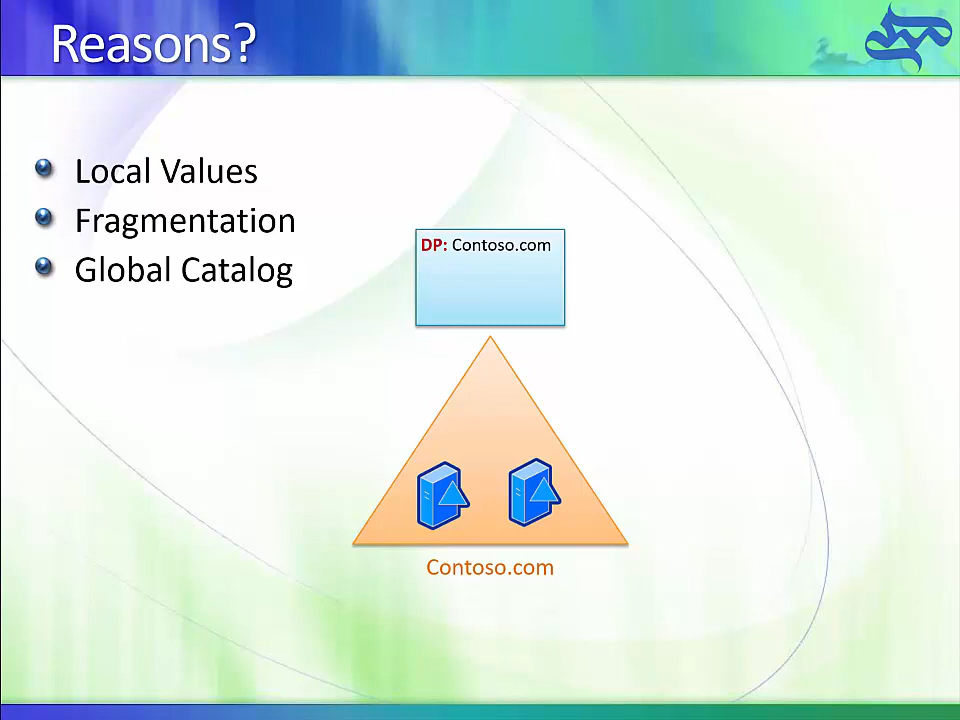 Reasons?
Local Values
Fragmentation
Global Catalog
DP: Contoso.com
Contoso.com